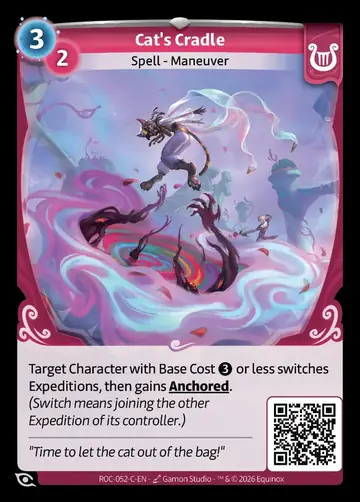 3
Cat's Cradle
2
Spell - Maneuver
Target Character with Base Cost 3 or less switches
Expeditions, then gains Anchored.
(Switch means joining the other
Expedition of its controller.)
"Time to let the cat out of the bag!"
ROC-052-C-EN - Gamon Studio - ™ & © 2026 Equinox